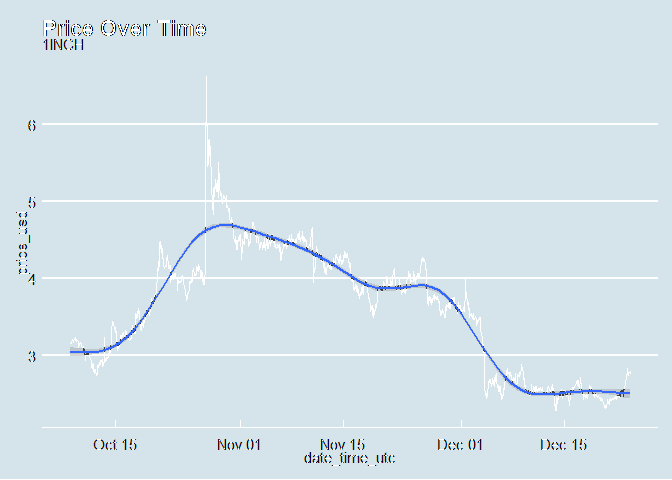 Price Over Time
1INCH
6
5
4
3
price_usd
Oct 15 Nov 01 Nov 15 Dec 01 Dec 15
date_time_utc